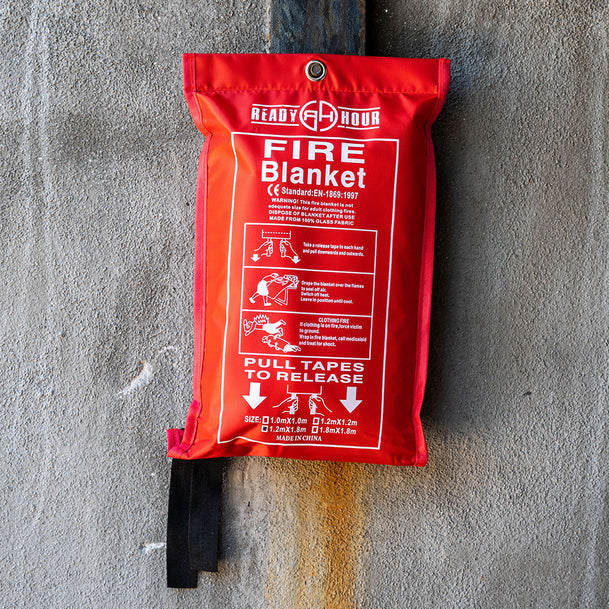 READY RH HOUR
FIRE
Blanket
CE Standard:EN-1869:1997
WARNING! This fire blanket is not
adequate size for adult clothing fires.
DISPOSE OF BLANKET AFTER USE
MADE FROM 100% GLASS FABRIC
Take a release tape in each hand
and pull downwards and outwards.
Drape the blanket over the flames
to seal off air.
Switch off heat.
Leave in position until cool.
CLOTHING FIRE
If clothing is on fire,force victim
to ground.
Wrap in fire blanket, call medicalaid
and treat for shock.
PULL TAPES
TO RELEASE
SIZE: 1.0mX1.0m 1.2mX1.2m
1.2mX1.8m 1.8mX1.8m
MADE IN CHINA